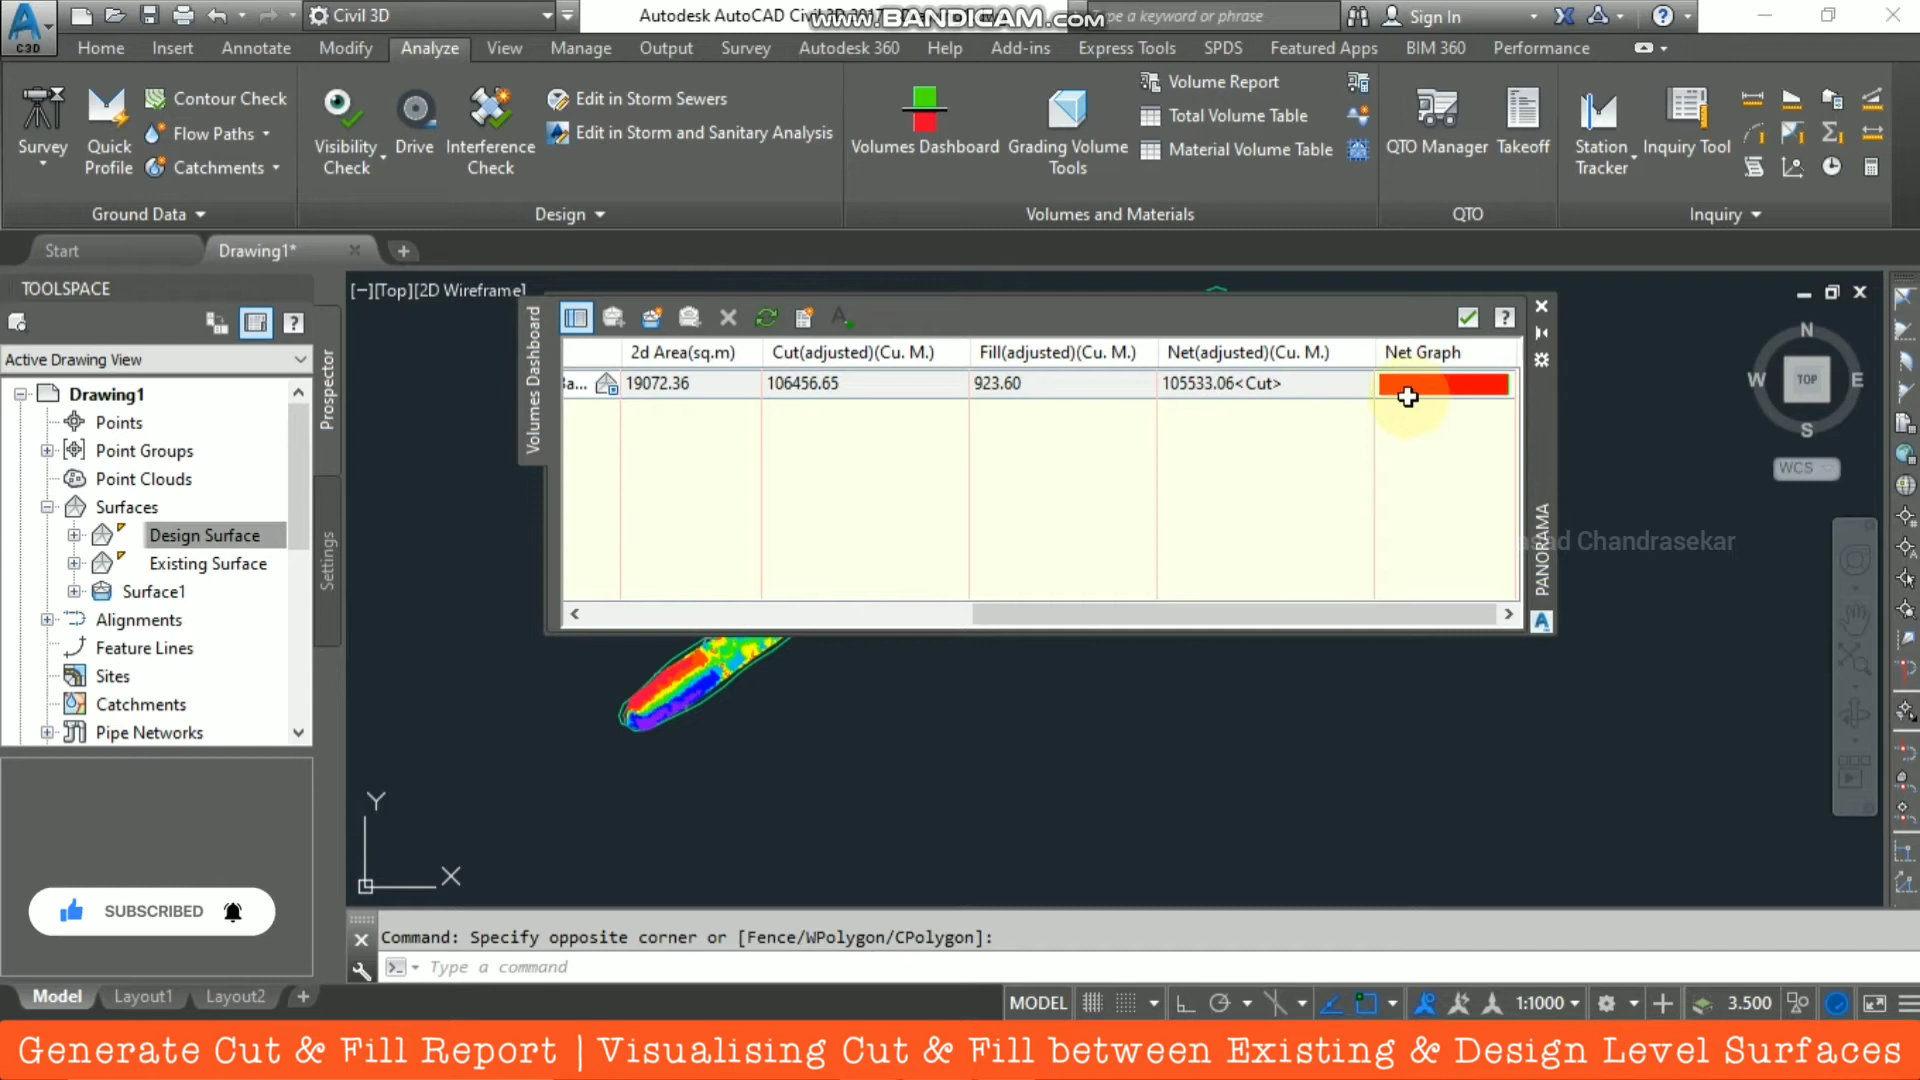 C3D
Civil 3D
Autodesk AutoCAD Civil 3D 2017
www.BANDICAM.com
Type a keyword or phrase
Sign In
Home Insert Annotate Modify Analyze View Manage Output Survey Autodesk 360 Help Add-ins Express Tools SPDS Featured Apps BIM 360 Performance
Survey
Quick Profile
Contour Check
Flow Paths
Catchments
Ground Data
Visibility Check
Drive
Interference Check
Edit in Storm Sewers
Edit in Storm and Sanitary Analysis
Design
Volumes Dashboard
Grading Volume Tools
Volume Report
Total Volume Table
Material Volume Table
Volumes and Materials
QTO Manager
Takeoff
QTO
Station Tracker
Inquiry Tool
Inquiry
Start
Drawing1*
TOOLSPACE
Active Drawing View
Drawing1
Points
Point Groups
Point Clouds
Surfaces
Design Surface
Existing Surface
Surface1
Alignments
Feature Lines
Sites
Catchments
Pipe Networks
Prospector
Settings
[−][Top][2D Wireframe]
Volumes Dashboard
2d Area(sq.m) Cut(adjusted)(Cu. M.) Fill(adjusted)(Cu. M.) Net(adjusted)(Cu. M.) Net Graph
Ba... 19072.36 106456.65 923.60 105533.06<Cut>
PANORAMA
N
W TOP E
S
WCS
Chandrasekar
Y
X
SUBSCRIBED
Command: Specify opposite corner or [Fence/WPolygon/CPolygon]:
Type a command
Model Layout1 Layout2
MODEL 1:1000 3.500
Generate Cut & Fill Report | Visualising Cut & Fill between Existing & Design Level Surfaces